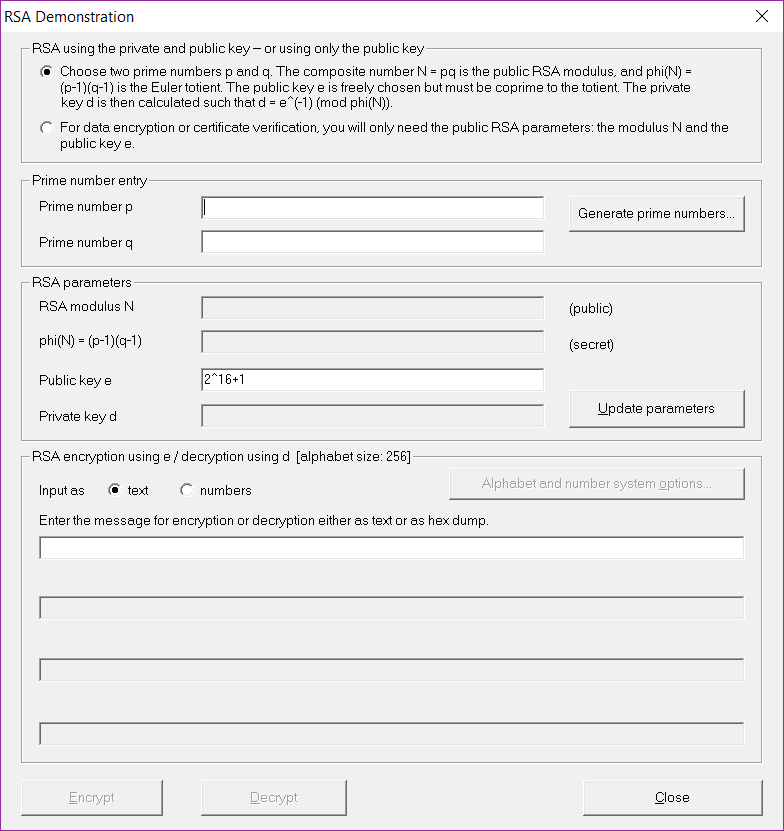 RSA Demonstration
RSA using the private and public key – or using only the public key
Choose two prime numbers p and q. The composite number N = pq is the public RSA modulus, and phi(N) =
(p-1)(q-1) is the Euler totient. The public key e is freely chosen but must be coprime to the totient. The private
key d is then calculated such that d = e^(-1) (mod phi(N)).
For data encryption or certificate verification, you will only need the public RSA parameters: the modulus N and the
public key e.
Prime number entry
Prime number p
Generate prime numbers...
Prime number q
RSA parameters
RSA modulus N
(public)
phi(N) = (p-1)(q-1)
(secret)
Public key e
2^16+1
Private key d
Update parameters
RSA encryption using e / decryption using d [alphabet size: 256]
Input as
text
numbers
Alphabet and number system options...
Enter the message for encryption or decryption either as text or as hex dump.
Encrypt
Decrypt
Close